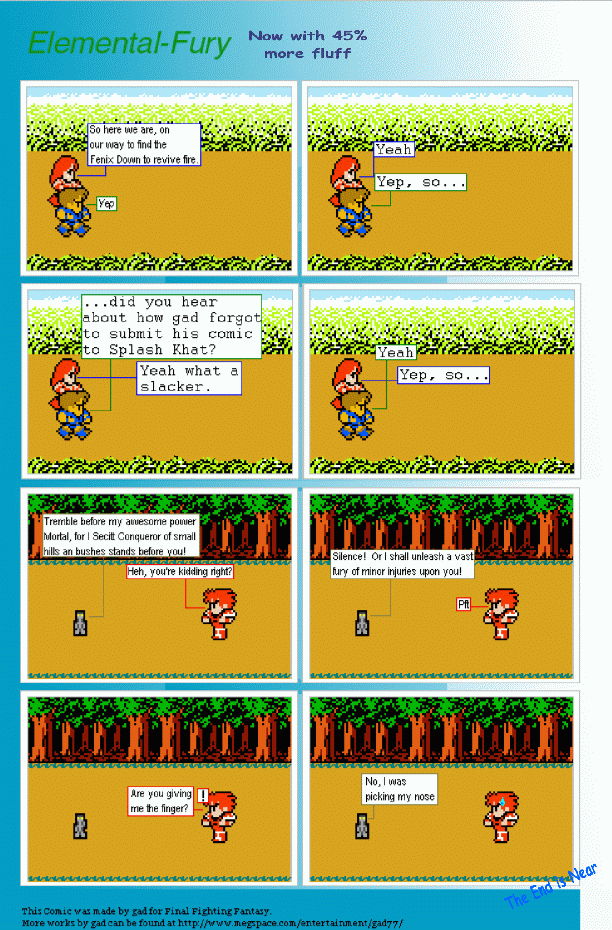 Elemental-Fury
Now with 45%
more fluff
So here we are, on
our way to find the
Fenix Down to revive fire.
Yep
Yeah
Yep, so...
...did you hear
about how gad forgot
to submit his comic
to Splash Khat?
Yeah what a
slacker.
Yeah
Yep, so...
Tremble before my awesome power
Mortal, for I Secitt Conqueror of small
hills an bushes stands before you!
Heh, you're kidding right?
Silence! Or I shall unleash a vast
fury of minor injuries upon you!
Pft
Are you giving
me the finger?
!
No, I was
picking my nose
The End Is Near
This Comic was made by gad for Final Fighting Fantasy.
More works by gad can be found at http://www.megspace.com/entertainment/gad77/